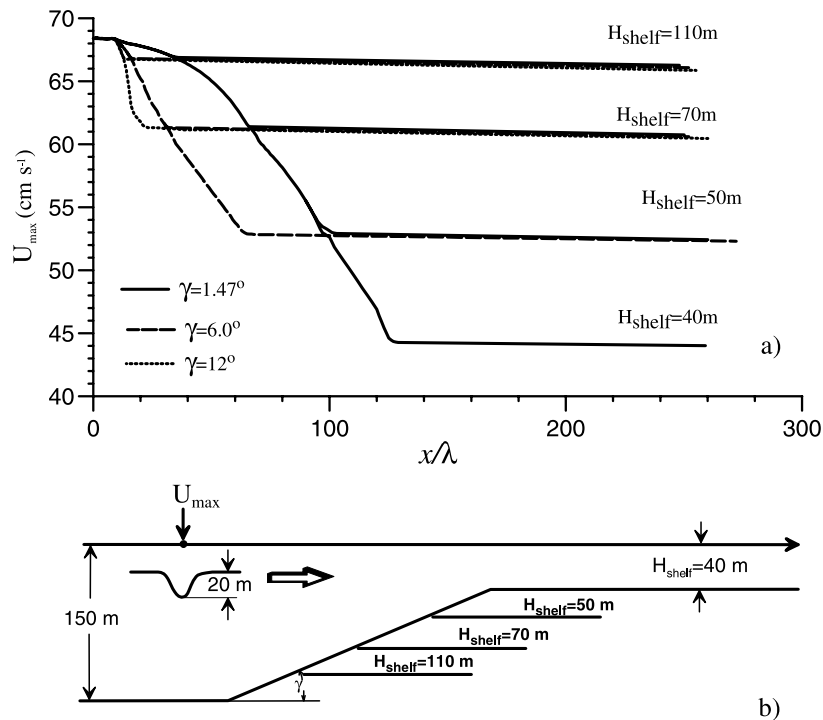 70
65
60
55
50
45
40
U_max (cm s⁻¹)
H_shelf=110m
H_shelf=70m
H_shelf=50m
H_shelf=40m
γ=1.47°
γ=6.0°
γ=12°
a)
0
100
200
300
x/λ
U_max
20 m
150 m
H_shelf=40 m
H_shelf=50 m
H_shelf=70 m
H_shelf=110 m
γ
b)